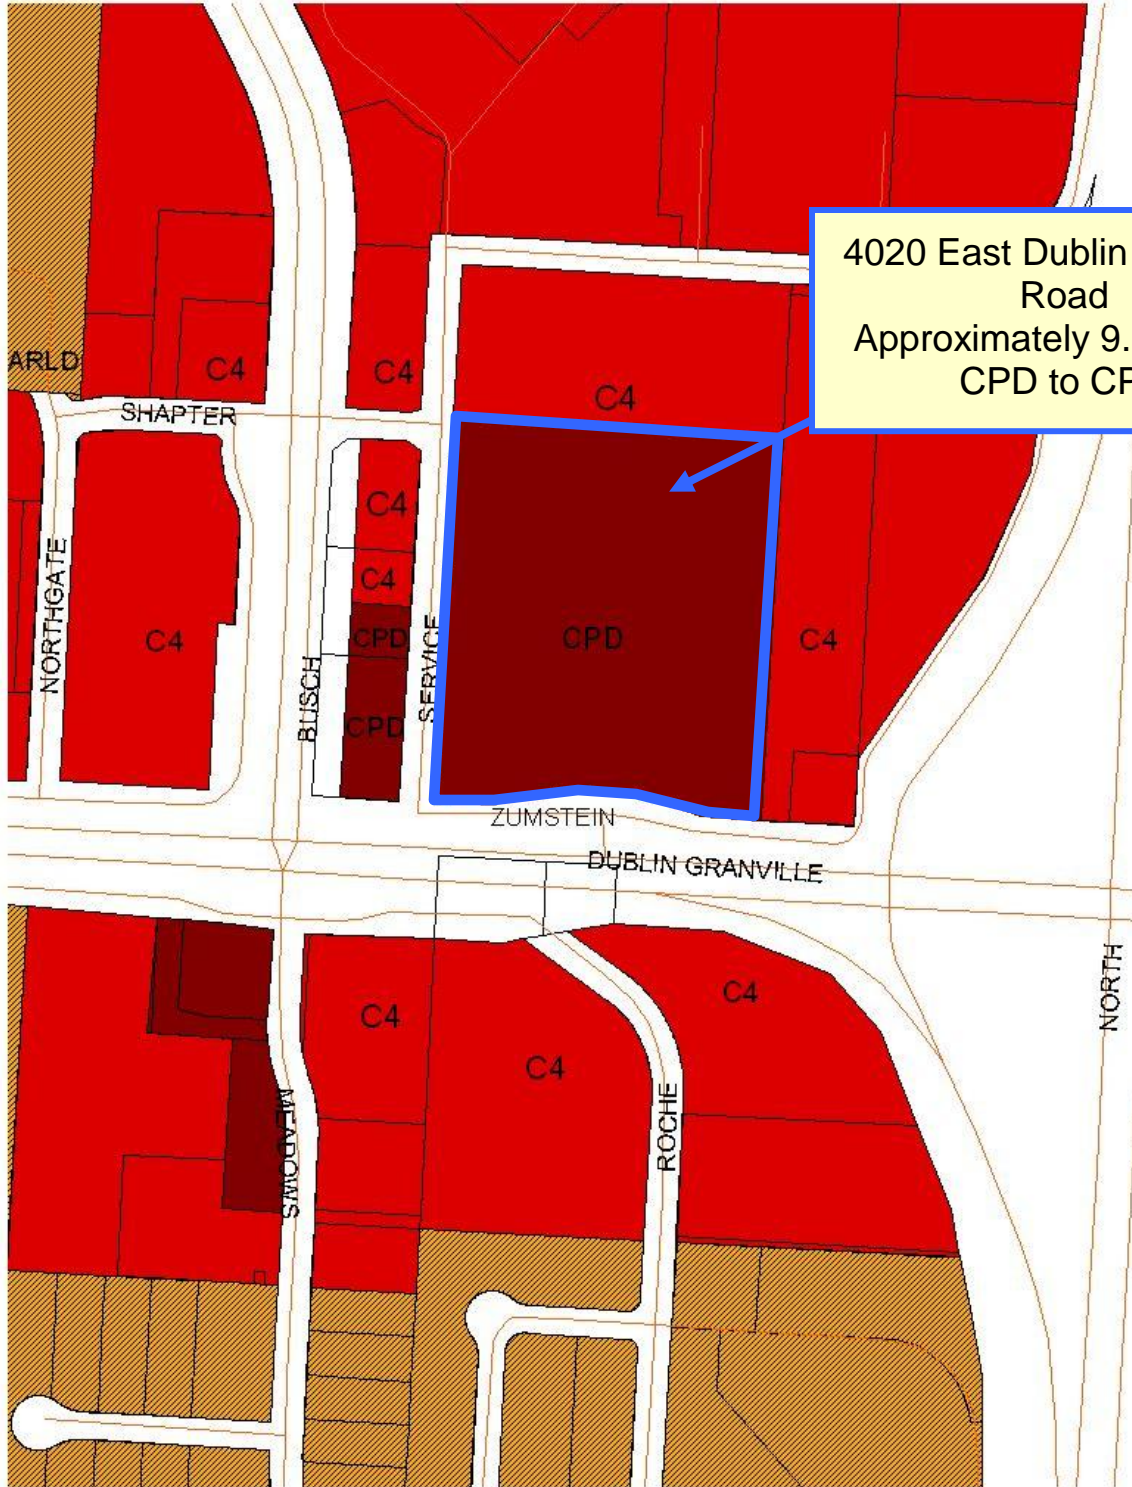 4020 East Dublin
Road
Approximately 9.
CPD to CP
ARLD
C4
C4
C4
SHAPTER
C4
C4
NORTHGATE
C4
CPD
SERVICE
CPD
C4
BUSCH
CPD
ZUMSTEIN
DUBLIN GRANVILLE
C4
C4
C4
NORTH
MEADOWS
ROCHE